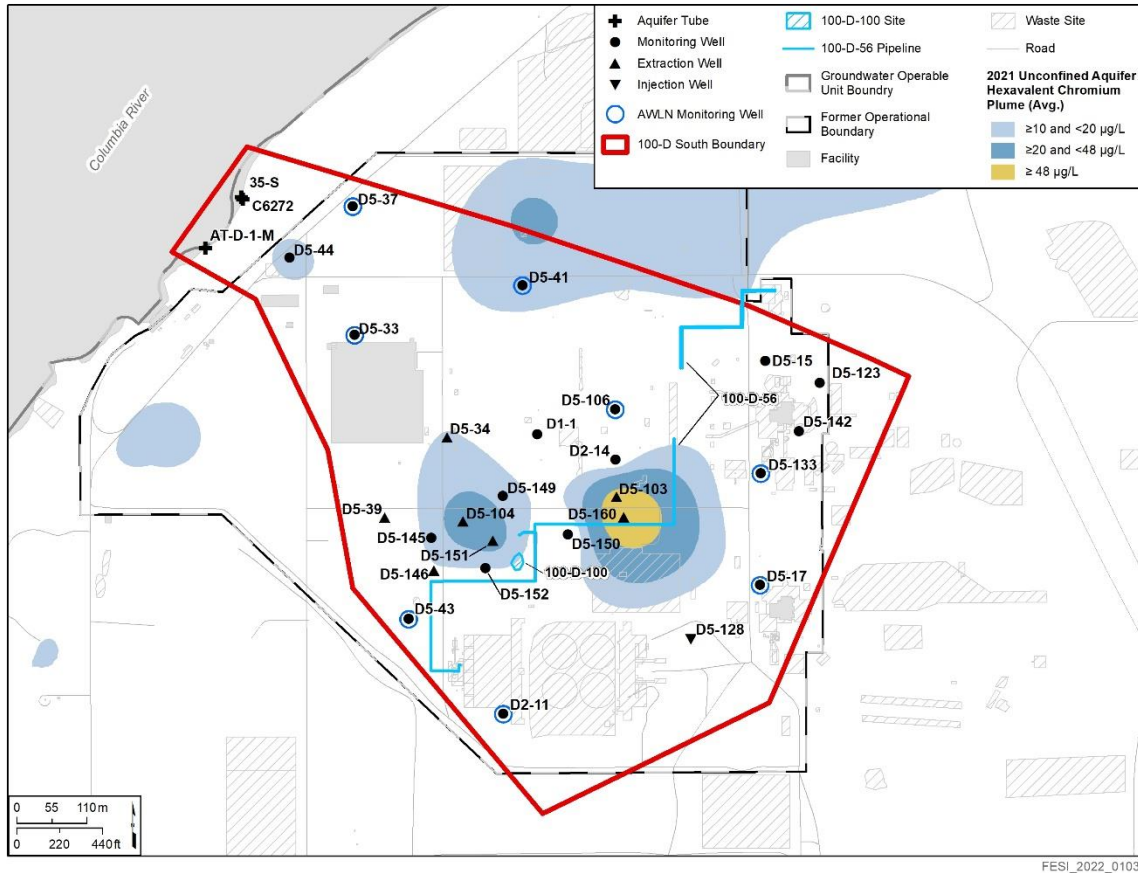 Aquifer Tube
Monitoring Well
Extraction Well
Injection Well
AWLN Monitoring Well
100-D South Boundary
100-D-100 Site
100-D-56 Pipeline
Groundwater Operable
Unit Boundry
Former Operational
Boundary
Facility
Waste Site
Road
2021 Unconfined Aquifer
Hexavalent Chromium
Plume (Avg.)
≥10 and <20 µg/L
≥20 and <48 µg/L
≥ 48 µg/L
Columbia River
35-S
C6272
D5-37
AT-D-1-M
D5-44
D5-41
D5-33
D5-15
D5-123
100-D-56
D5-106
D5-34
D1-1
D5-142
D2-14
D5-133
D5-103
D5-149
D5-39
D5-104
D5-160
D5-145
D5-151
D5-150
D5-146
100-D-100
D5-152
D5-17
D5-43
D5-128
D2-11
0 55 110 m
0 220 440 ft
FESI_2022_0103